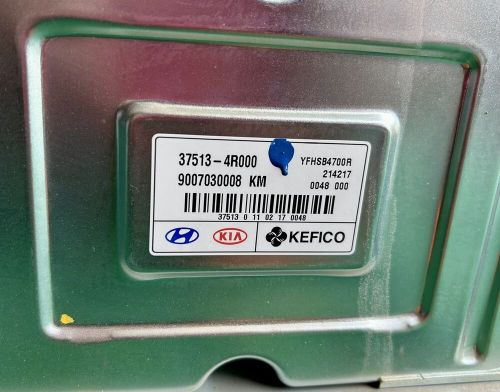 37513-4R000 YFHSB4700R
214217
9007030008 KM 0048 000
37513 0 11 02 17 0048
KIA KEFICO